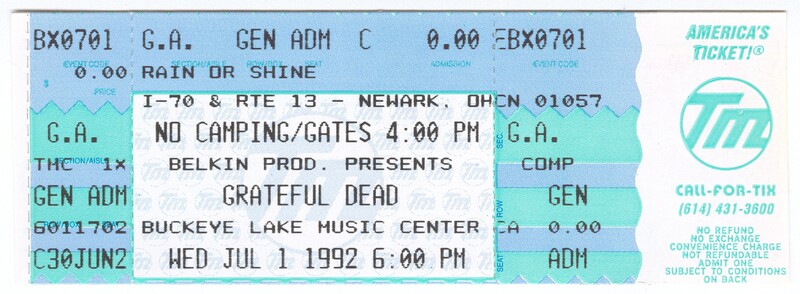 BX0701 G.A. GEN ADM C 0.00 EBX0701
EVENT CODE SECTION/AISLE ROW/BOX SEAT ADMISSION EVENT CODE
$ 0.00 RAIN OR SHINE
PRICE
I-70 & RTE 13 - NEWARK, OH CN 01057
G.A. NO CAMPING/GATES 4:00 PM G.A.
SECTION/AISLE
TMC 1x BELKIN PROD. PRESENTS COMP
GEN ADM GRATEFUL DEAD GEN
6011702 BUCKEYE LAKE MUSIC CENTER CA 0.00
C30JUN2 WED JUL 1 1992 6:00 PM ADM
SEC
ROW
SEAT
AMERICA'S
TICKET!®
Tm
CALL-FOR-TIX
(614) 431-3600
NO REFUND
NO EXCHANGE
CONVENIENCE CHARGE
NOT REFUNDABLE
ADMIT ONE
SUBJECT TO CONDITIONS
ON BACK